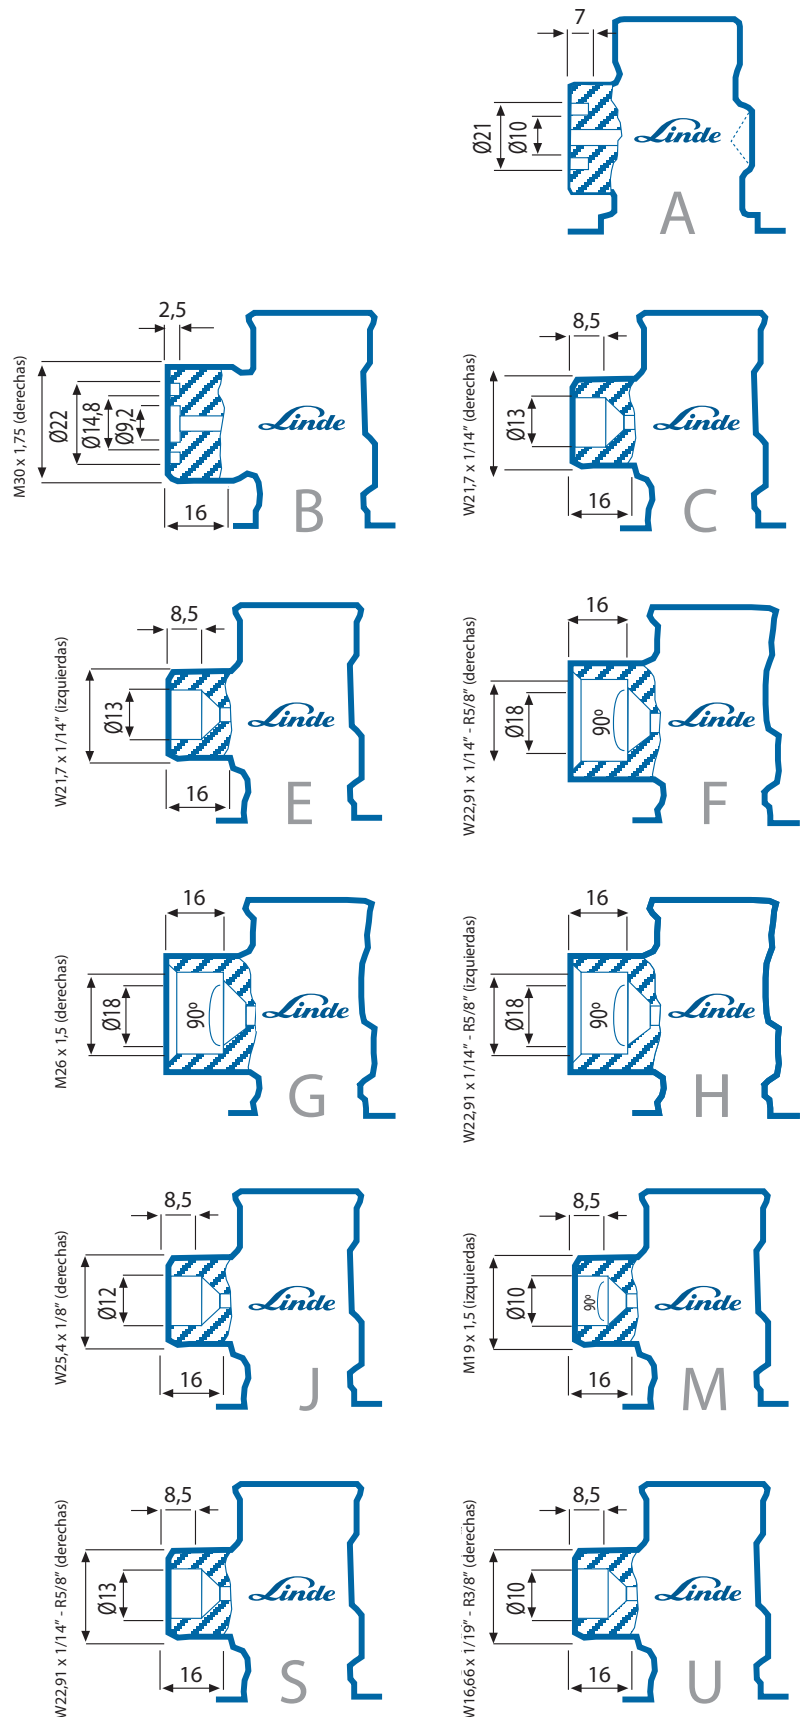 7
Ø21
Ø10
Linde
A
2,5
M30 x 1,75 (derechas)
Ø22
Ø14,8
Ø9,2
Linde
16
B
8,5
W21,7 x 1/14” (derechas)
Ø13
Linde
16
C
8,5
W21,7 x 1/14” (izquierdas)
Ø13
Linde
16
E
16
W22,91 x 1/14” - R5/8” (derechas)
Ø18
90º
Linde
F
16
M26 x 1,5 (derechas)
Ø18
90º
Linde
G
16
W22,91 x 1/14” - R5/8” (izquierdas)
Ø18
90º
Linde
H
8,5
W25,4 x 1/8” (derechas)
Ø12
Linde
16
J
8,5
M19 x 1,5 (izquierdas)
Ø10
90º
Linde
16
M
8,5
W22,91 x 1/14” - R5/8” (derechas)
Ø13
Linde
16
S
8,5
W16,66 x 1/19” - R3/8” (derechas)
Ø10
Linde
16
U